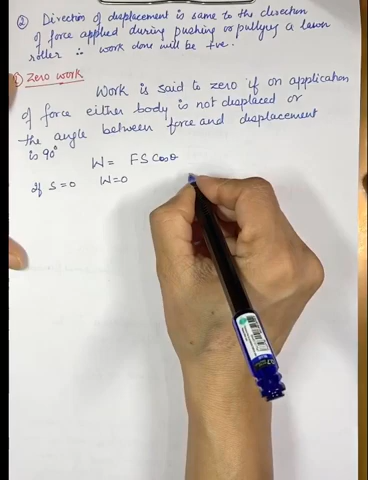 ② Direction of displacement is same to the direction
of force applied during pushing or pullying a lawn
roller ∴ work done will be +ve.
Zero work
Work is said to zero if on application
of force either body is not displaced or
the angle between force and displacement
is 90°
W = FS Cosθ
If S=0 W=0